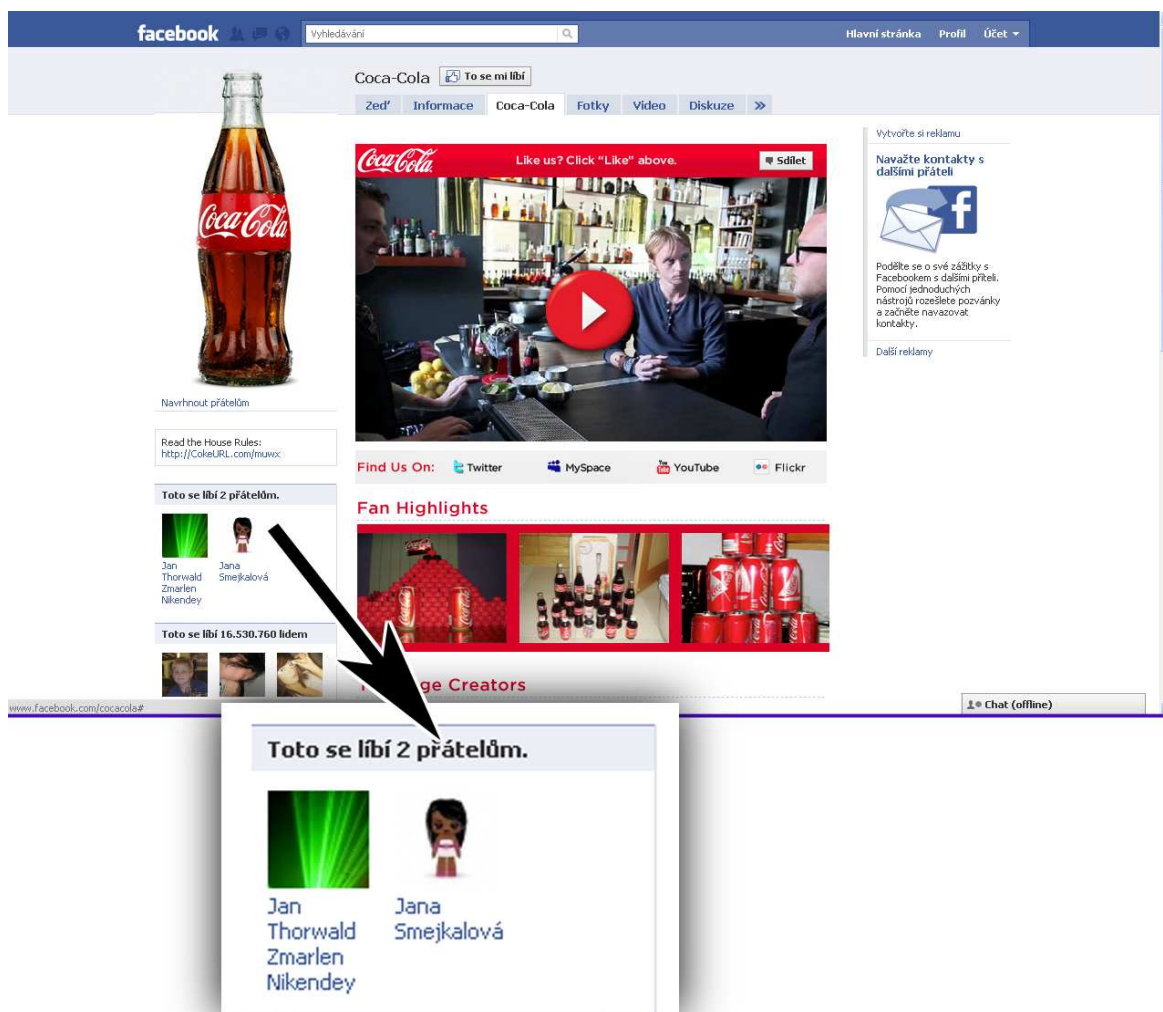 facebook
Vyhledávání
Hlavní stránka Profil Účet
Coca-Cola To se mi líbí
Zeď Informace Coca-Cola Fotky Video Diskuze »
Coca-Cola
Like us? Click "Like" above.
Sdílet
Coca-Cola
Navrhnout přátelům
Read the House Rules:
http://CokeURL.com/muwx
Toto se líbí 2 přátelům.
Jan
Thorwald
Zmarlen
Nikendey
Jana
Smejkalová
Toto se líbí 16.530.760 lidem
Find Us On: Twitter MySpace YouTube Flickr
Fan Highlights
ge Creators
Vytvořte si reklamu
Navažte kontakty s
dalšími přáteli
Podělte se o své zážitky s
Facebookem s dalšími příteli.
Pomocí jednoduchých
nástrojů rozešlete pozvánky
a začněte navazovat
kontakty.
Další reklamy
www.facebook.com/cocacola#
Chat (offline)
Toto se líbí 2 přátelům.
Jan
Thorwald
Zmarlen
Nikendey
Jana
Smejkalová